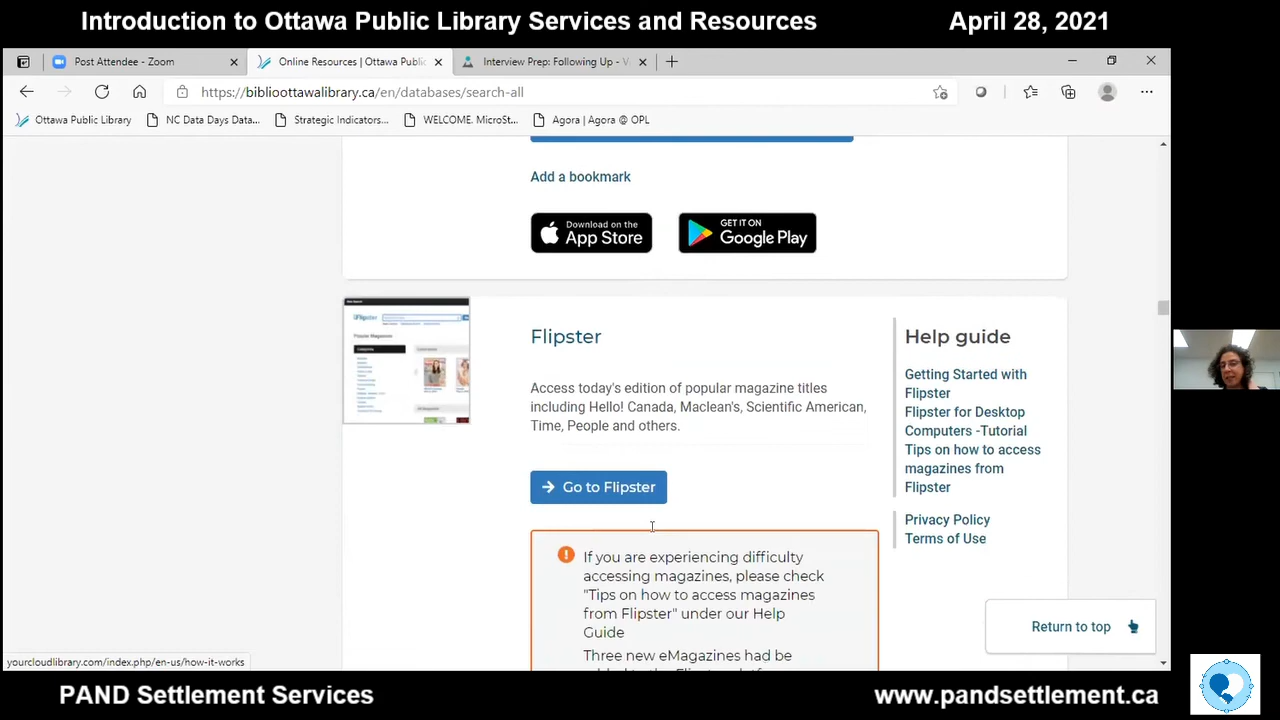 Introduction to Ottawa Public Library Services and Resources
April 28, 2021
Post Attendee - Zoom
Online Resources | Ottawa Publi
Interview Prep: Following Up - V
https://biblioottawalibrary.ca/en/databases/search-all
Ottawa Public Library
NC Data Days Data...
Strategic Indicators...
WELCOME. MicroSt...
Agora | Agora @ OPL
Add a bookmark
Download on the
App Store
GET IT ON
Google Play
Flipster
Flipster
Access today's edition of popular magazine titles
including Hello! Canada, Maclean's, Scientific American,
Time, People and others.
Go to Flipster
If you are experiencing difficulty
accessing magazines, please check
"Tips on how to access magazines
from Flipster" under our Help
Guide
Three new eMagazines had be
Help guide
Getting Started with
Flipster
Flipster for Desktop
Computers -Tutorial
Tips on how to access
magazines from
Flipster
Privacy Policy
Terms of Use
Return to top
yourcloudlibrary.com/index.php/en-us/how-it-works
PAND Settlement Services
www.pandsettlement.ca